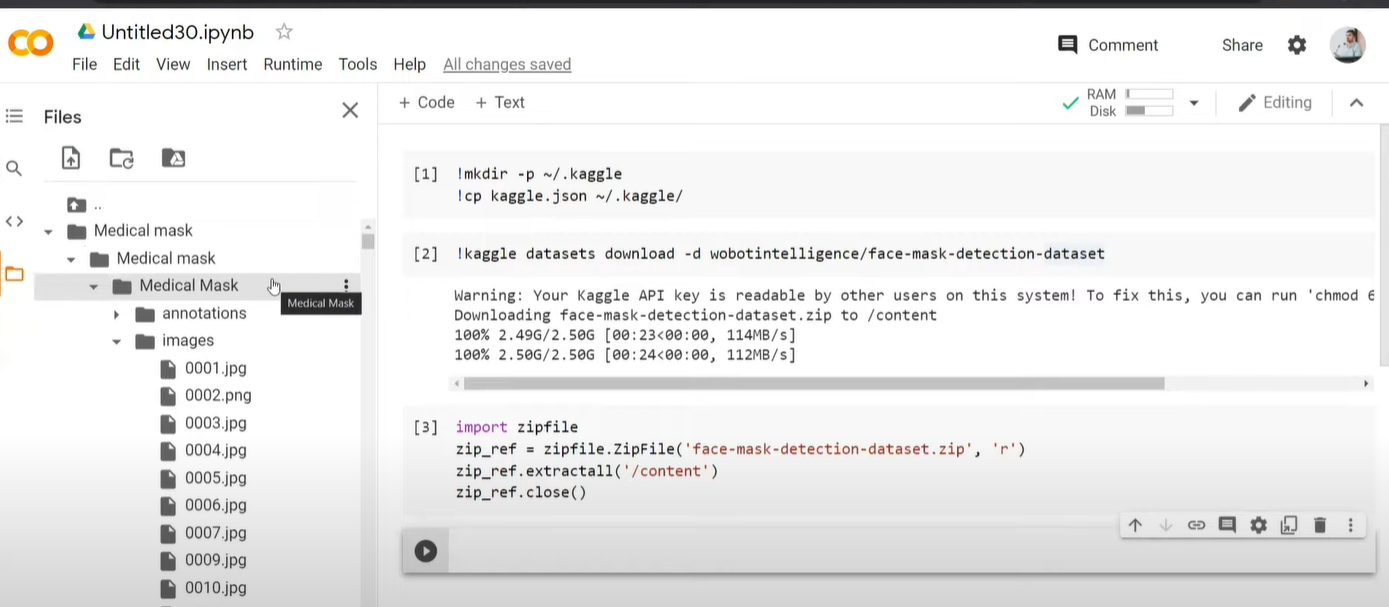 Untitled30.ipynb
File Edit View Insert Runtime Tools Help All changes saved
Comment Share
Files
+ Code + Text
RAM
Disk
Editing
..
Medical mask
Medical mask
Medical Mask
Medical Mask
annotations
images
0001.jpg
0002.png
0003.jpg
0004.jpg
0005.jpg
0006.jpg
0007.jpg
0009.jpg
0010.jpg
[1] !mkdir -p ~/.kaggle
!cp kaggle.json ~/.kaggle/
[2] !kaggle datasets download -d wobotintelligence/face-mask-detection-dataset
Warning: Your Kaggle API key is readable by other users on this system! To fix this, you can run 'chmod 6
Downloading face-mask-detection-dataset.zip to /content
100% 2.49G/2.50G [00:23<00:00, 114MB/s]
100% 2.50G/2.50G [00:24<00:00, 112MB/s]
[3] import zipfile
zip_ref = zipfile.ZipFile('face-mask-detection-dataset.zip', 'r')
zip_ref.extractall('/content')
zip_ref.close()